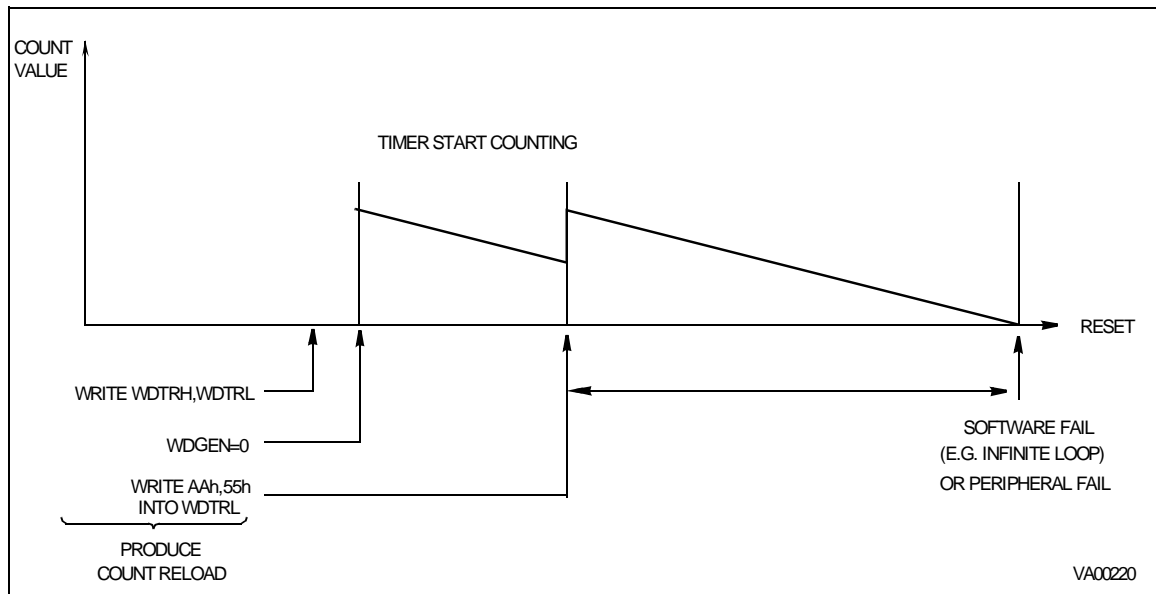 COUNT
VALUE
TIMER START COUNTING
RESET
WRITE WDTRH,WDTRL
WDGEN=0
WRITE AAh,55h
INTO WDTRL
PRODUCE
COUNT RELOAD
SOFTWARE FAIL
(E.G. INFINITE LOOP)
OR PERIPHERAL FAIL
VA00220